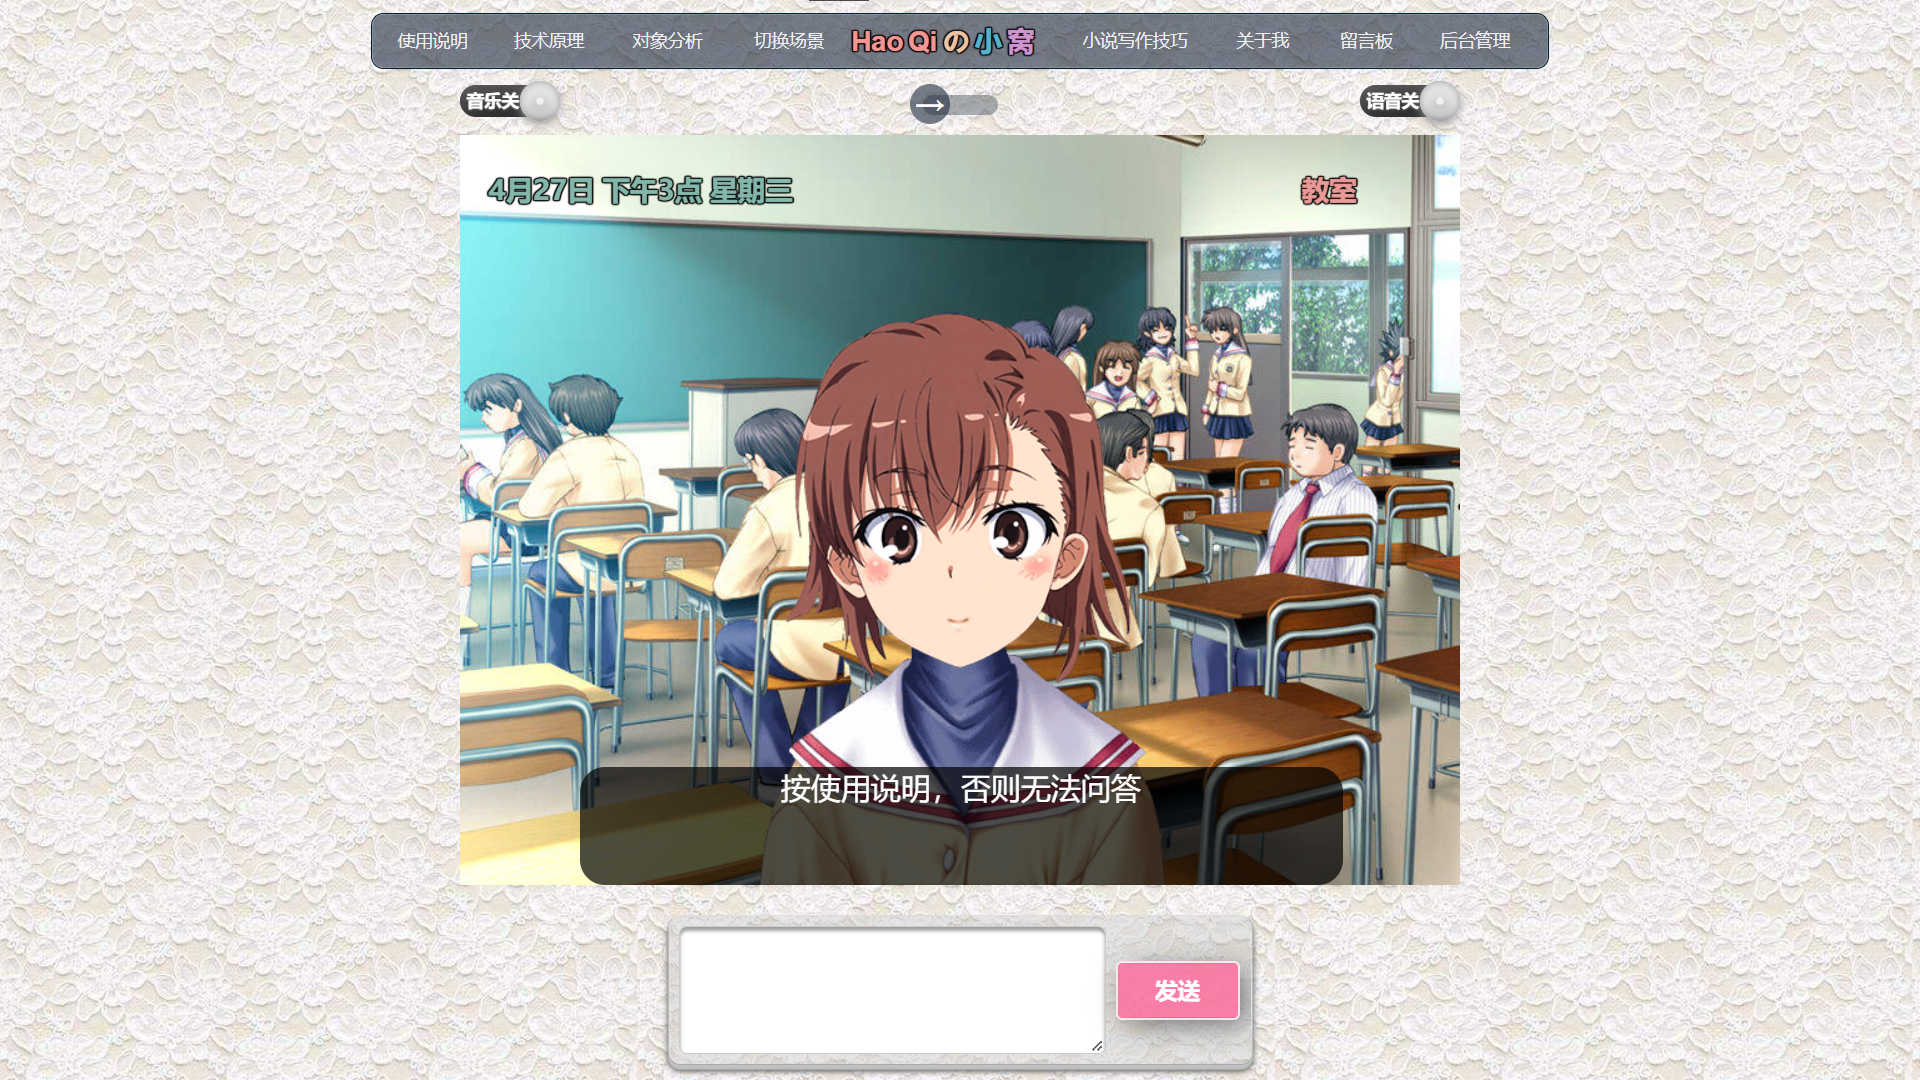 使用说明 技术原理 对象分析 切换场景 Hao Qi の 小 窝 小说写作技巧 关于我 留言板 后台管理
音乐关 → 语音关
4月27日 下午3点 星期三 教室
按使用说明，否则无法问答
发送